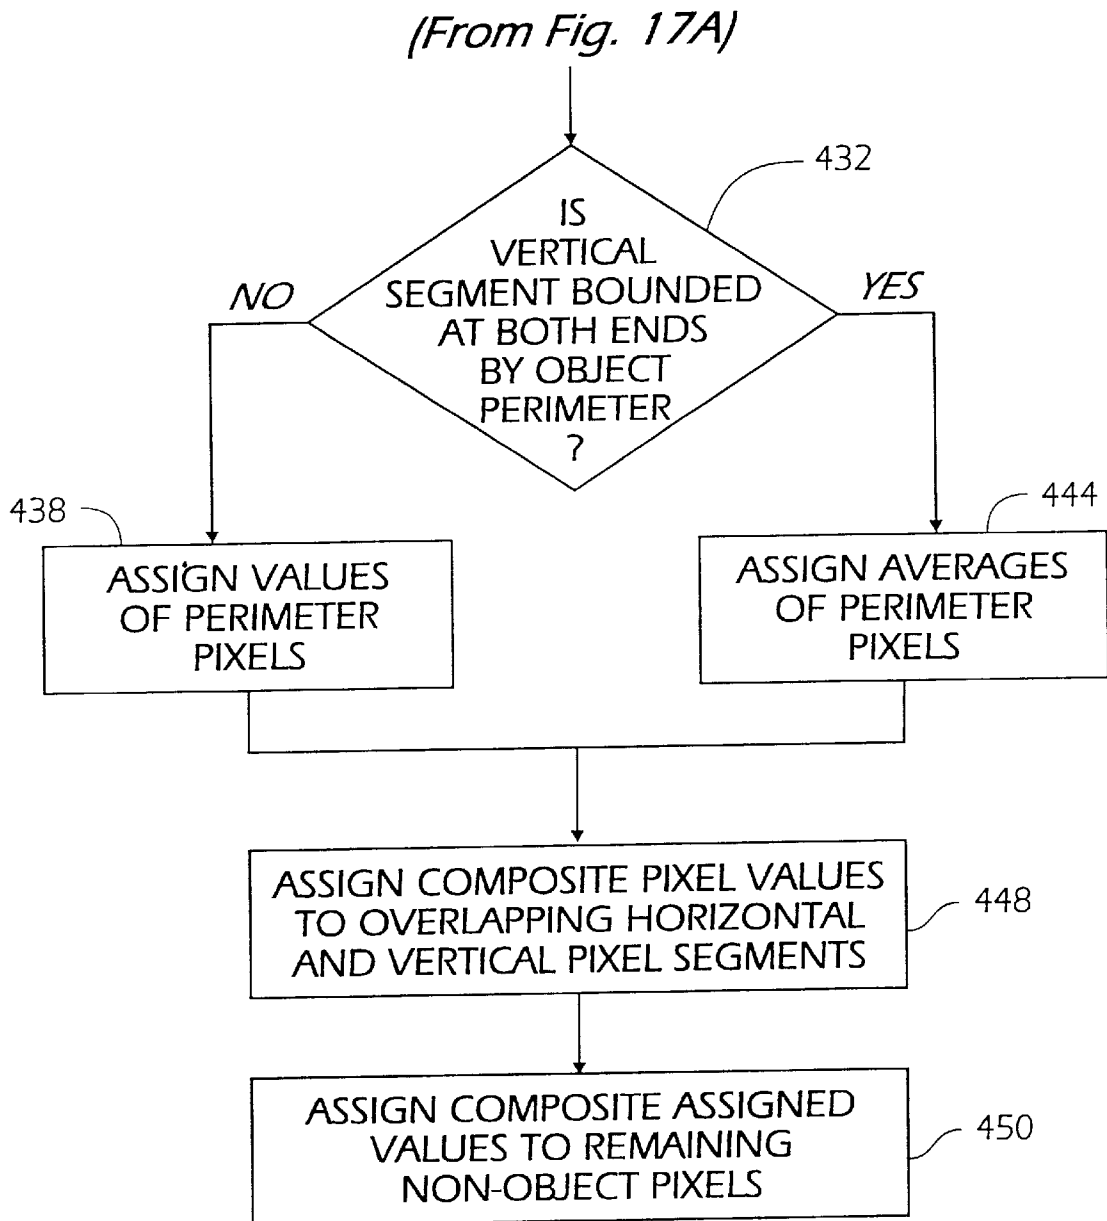 (From Fig. 17A)
432
IS
VERTICAL
SEGMENT BOUNDED
AT BOTH ENDS
BY OBJECT
PERIMETER
?
NO
YES
438
ASSIGN VALUES
OF PERIMETER
PIXELS
444
ASSIGN AVERAGES
OF PERIMETER
PIXELS
ASSIGN COMPOSITE PIXEL VALUES
TO OVERLAPPING HORIZONTAL
AND VERTICAL PIXEL SEGMENTS
448
ASSIGN COMPOSITE ASSIGNED
VALUES TO REMAINING
NON-OBJECT PIXELS
450